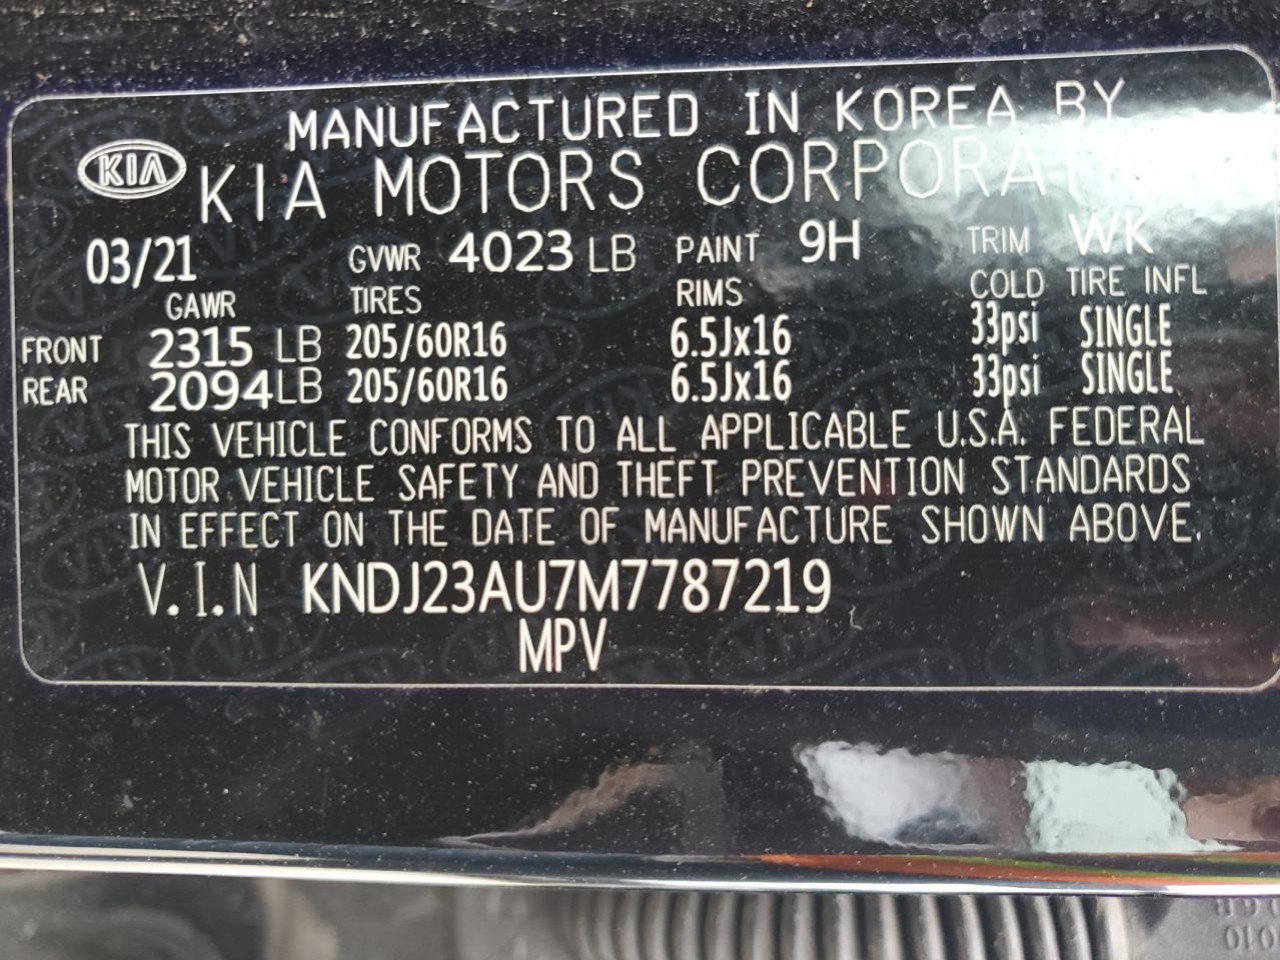 MANUFACTURED IN KOREA BY
KIA KIA MOTORS CORPORATION
03/21 GVWR 4023 LB PAINT 9H TRIM WK
GAWR TIRES RIMS COLD TIRE INFL
FRONT 2315 LB 205/60R16 6.5Jx16 33psi SINGLE
REAR 2094LB 205/60R16 6.5Jx16 33psi SINGLE
THIS VEHICLE CONFORMS TO ALL APPLICABLE U.S.A. FEDERAL
MOTOR VEHICLE SAFETY AND THEFT PREVENTION STANDARDS
IN EFFECT ON THE DATE OF MANUFACTURE SHOWN ABOVE.
V.I.N KNDJ23AU7M7787219
MPV